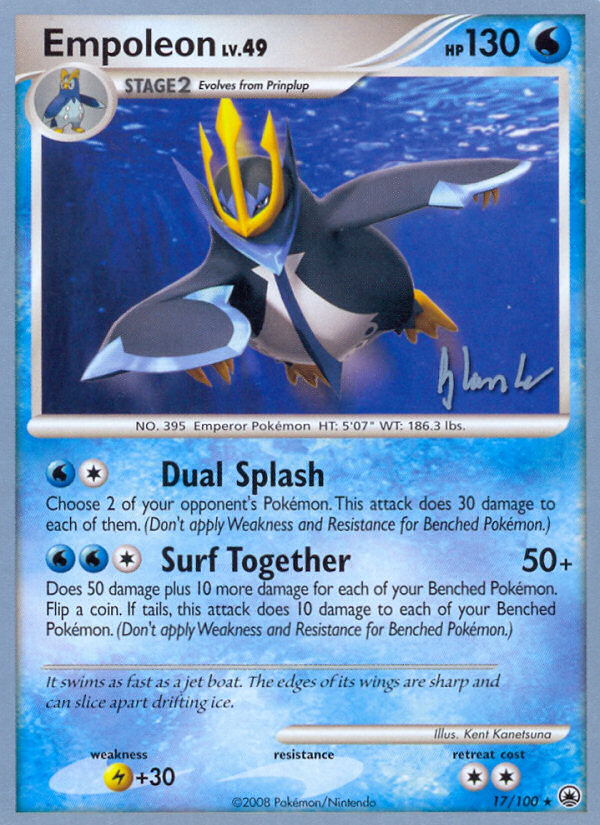 Empoleon LV.49 HP 130
STAGE2 Evolves from Prinplup
NO. 395 Emperor Pokémon HT: 5'07" WT: 186.3 lbs.
Dual Splash
Choose 2 of your opponent's Pokémon. This attack does 30 damage to
each of them. (Don't apply Weakness and Resistance for Benched Pokémon.)
Surf Together 50+
Does 50 damage plus 10 more damage for each of your Benched Pokémon.
Flip a coin. If tails, this attack does 10 damage to each of your Benched
Pokémon. (Don't apply Weakness and Resistance for Benched Pokémon.)
It swims as fast as a jet boat. The edges of its wings are sharp and
can slice apart drifting ice.
Illus. Kent Kanetsuna
weakness resistance retreat cost
+30
©2008 Pokémon/Nintendo 17/100 ★